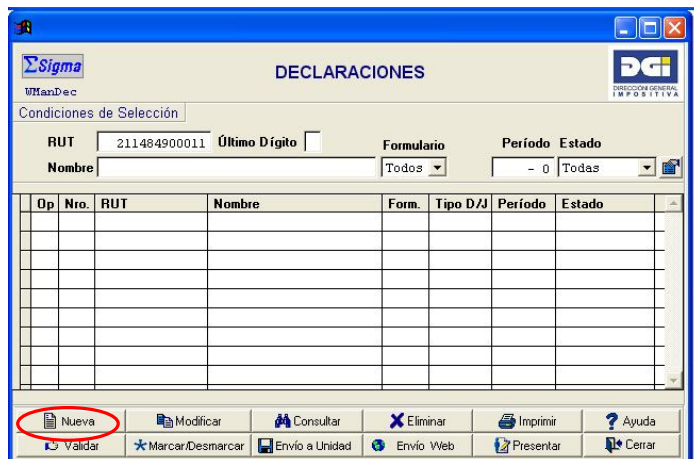 ΣSigma
DECLARACIONES
DGI
DIRECCIÓN GENERAL
IMPOSITIVA
WManDec
Condiciones de Selección
RUT 211484900011 Último Dígito Formulario Período Estado
Nombre Todos - 0 Todas
Op Nro. RUT Nombre Form. Tipo D/J Período Estado
Nueva Modificar Consultar Eliminar Imprimir Ayuda
Validar Marcar/Desmarcar Envío a Unidad Envío Web Presentar Cerrar